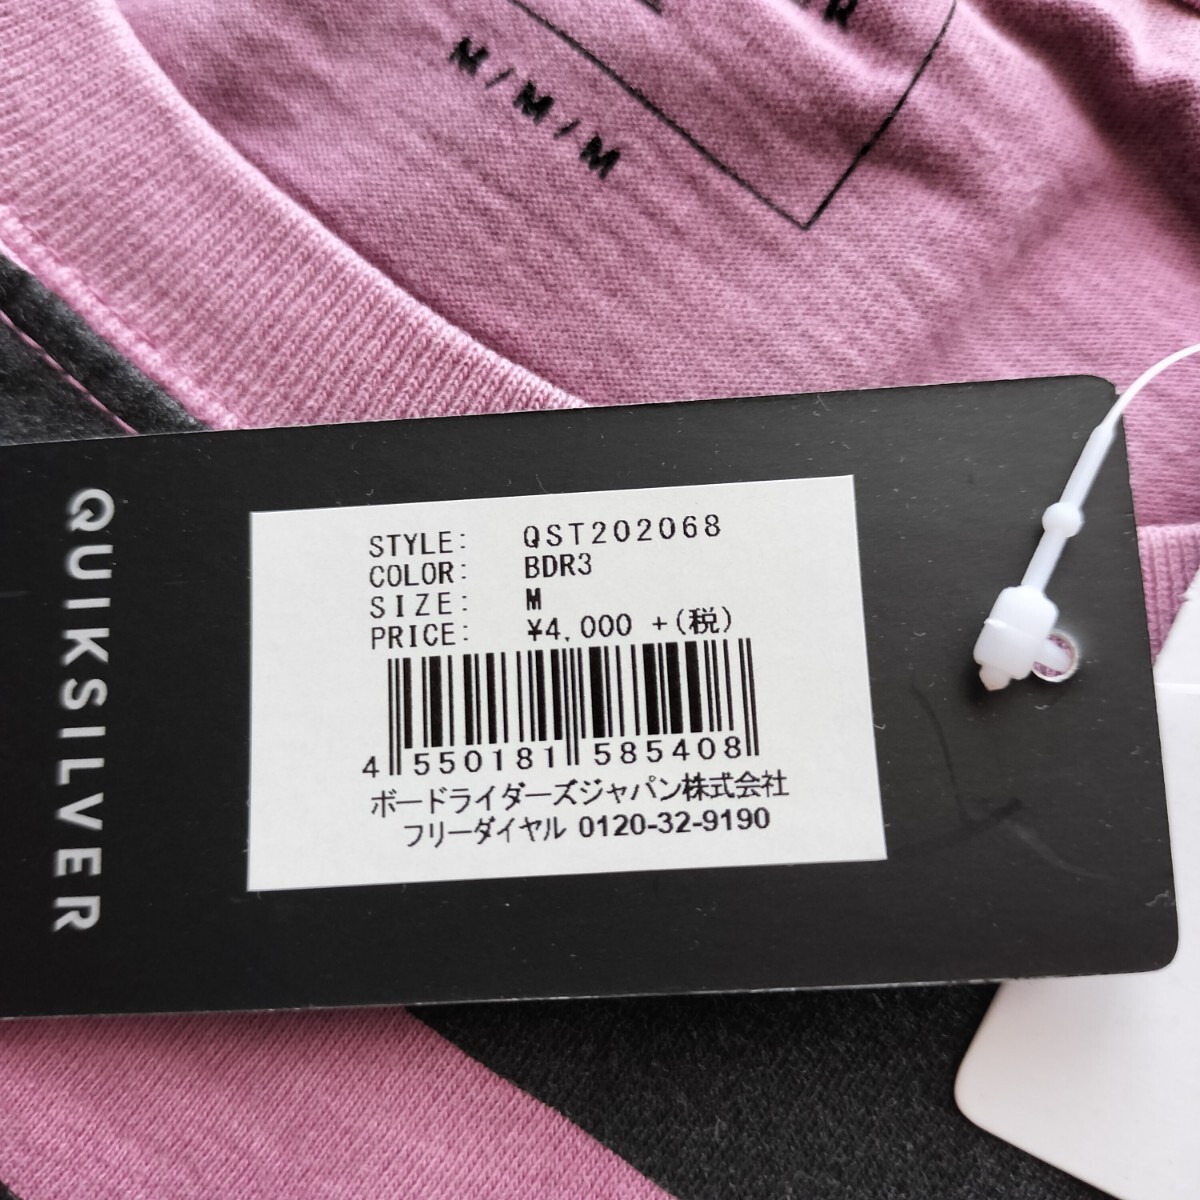 M/M/M
QUIKSILVER
STYLE: QST202068
COLOR: BDR3
SIZE: M
PRICE: ¥4,000 +(税)
4 550181 585408
ボードライダーズジャパン株式会社
フリーダイヤル 0120-32-9190